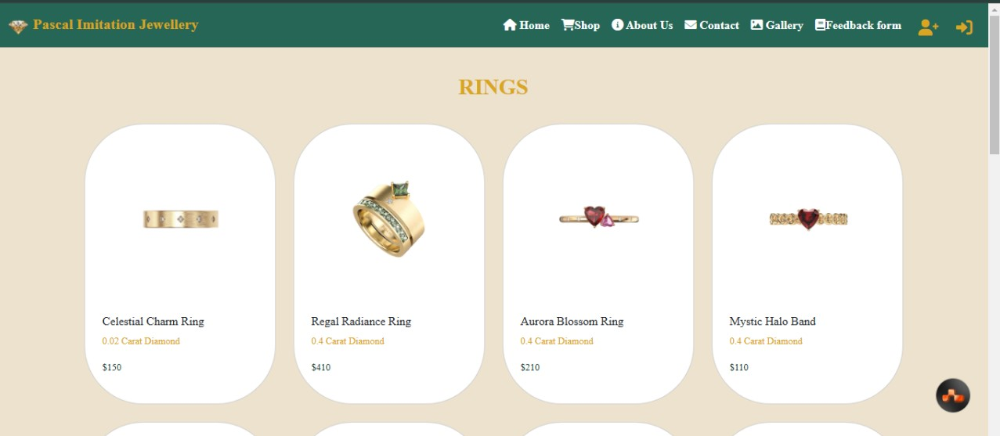 Pascal Imitation Jewellery
Home Shop About Us Contact Gallery Feedback form
RINGS
Celestial Charm Ring
0.02 Carat Diamond
$150
Regal Radiance Ring
0.4 Carat Diamond
$410
Aurora Blossom Ring
0.4 Carat Diamond
$210
Mystic Halo Band
0.4 Carat Diamond
$110